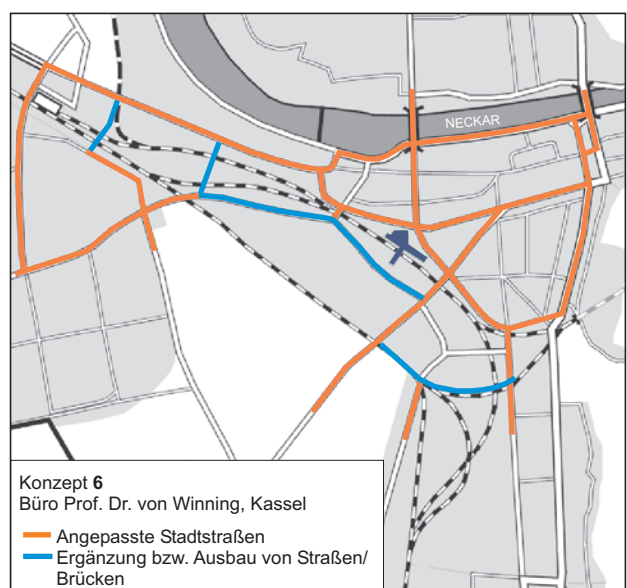 NECKAR
Konzept 6
Büro Prof. Dr. von Winning, Kassel
Angepasste Stadtstraßen
Ergänzung bzw. Ausbau von Straßen/
Brücken